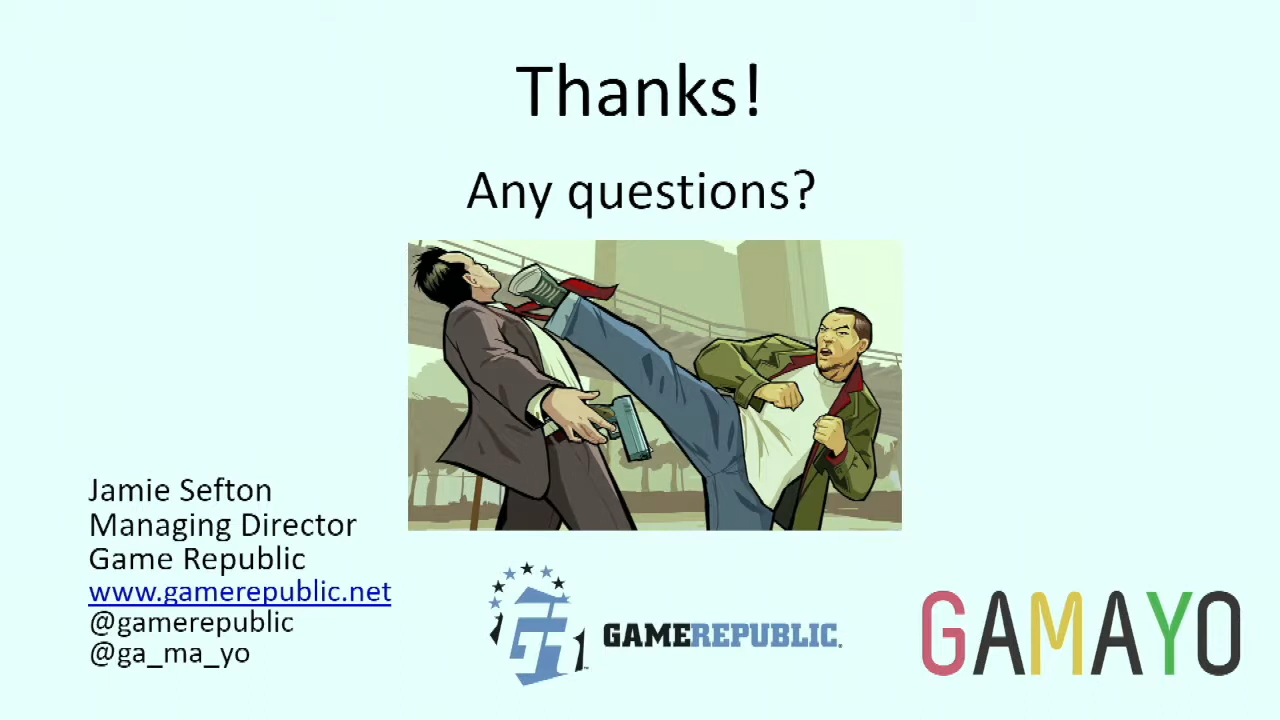 Thanks!
Any questions?
Jamie Sefton
Managing Director
Game Republic
www.gamerepublic.net
@gamerepublic
@ga_ma_yo
GAMEREPUBLIC.
GAMAYO